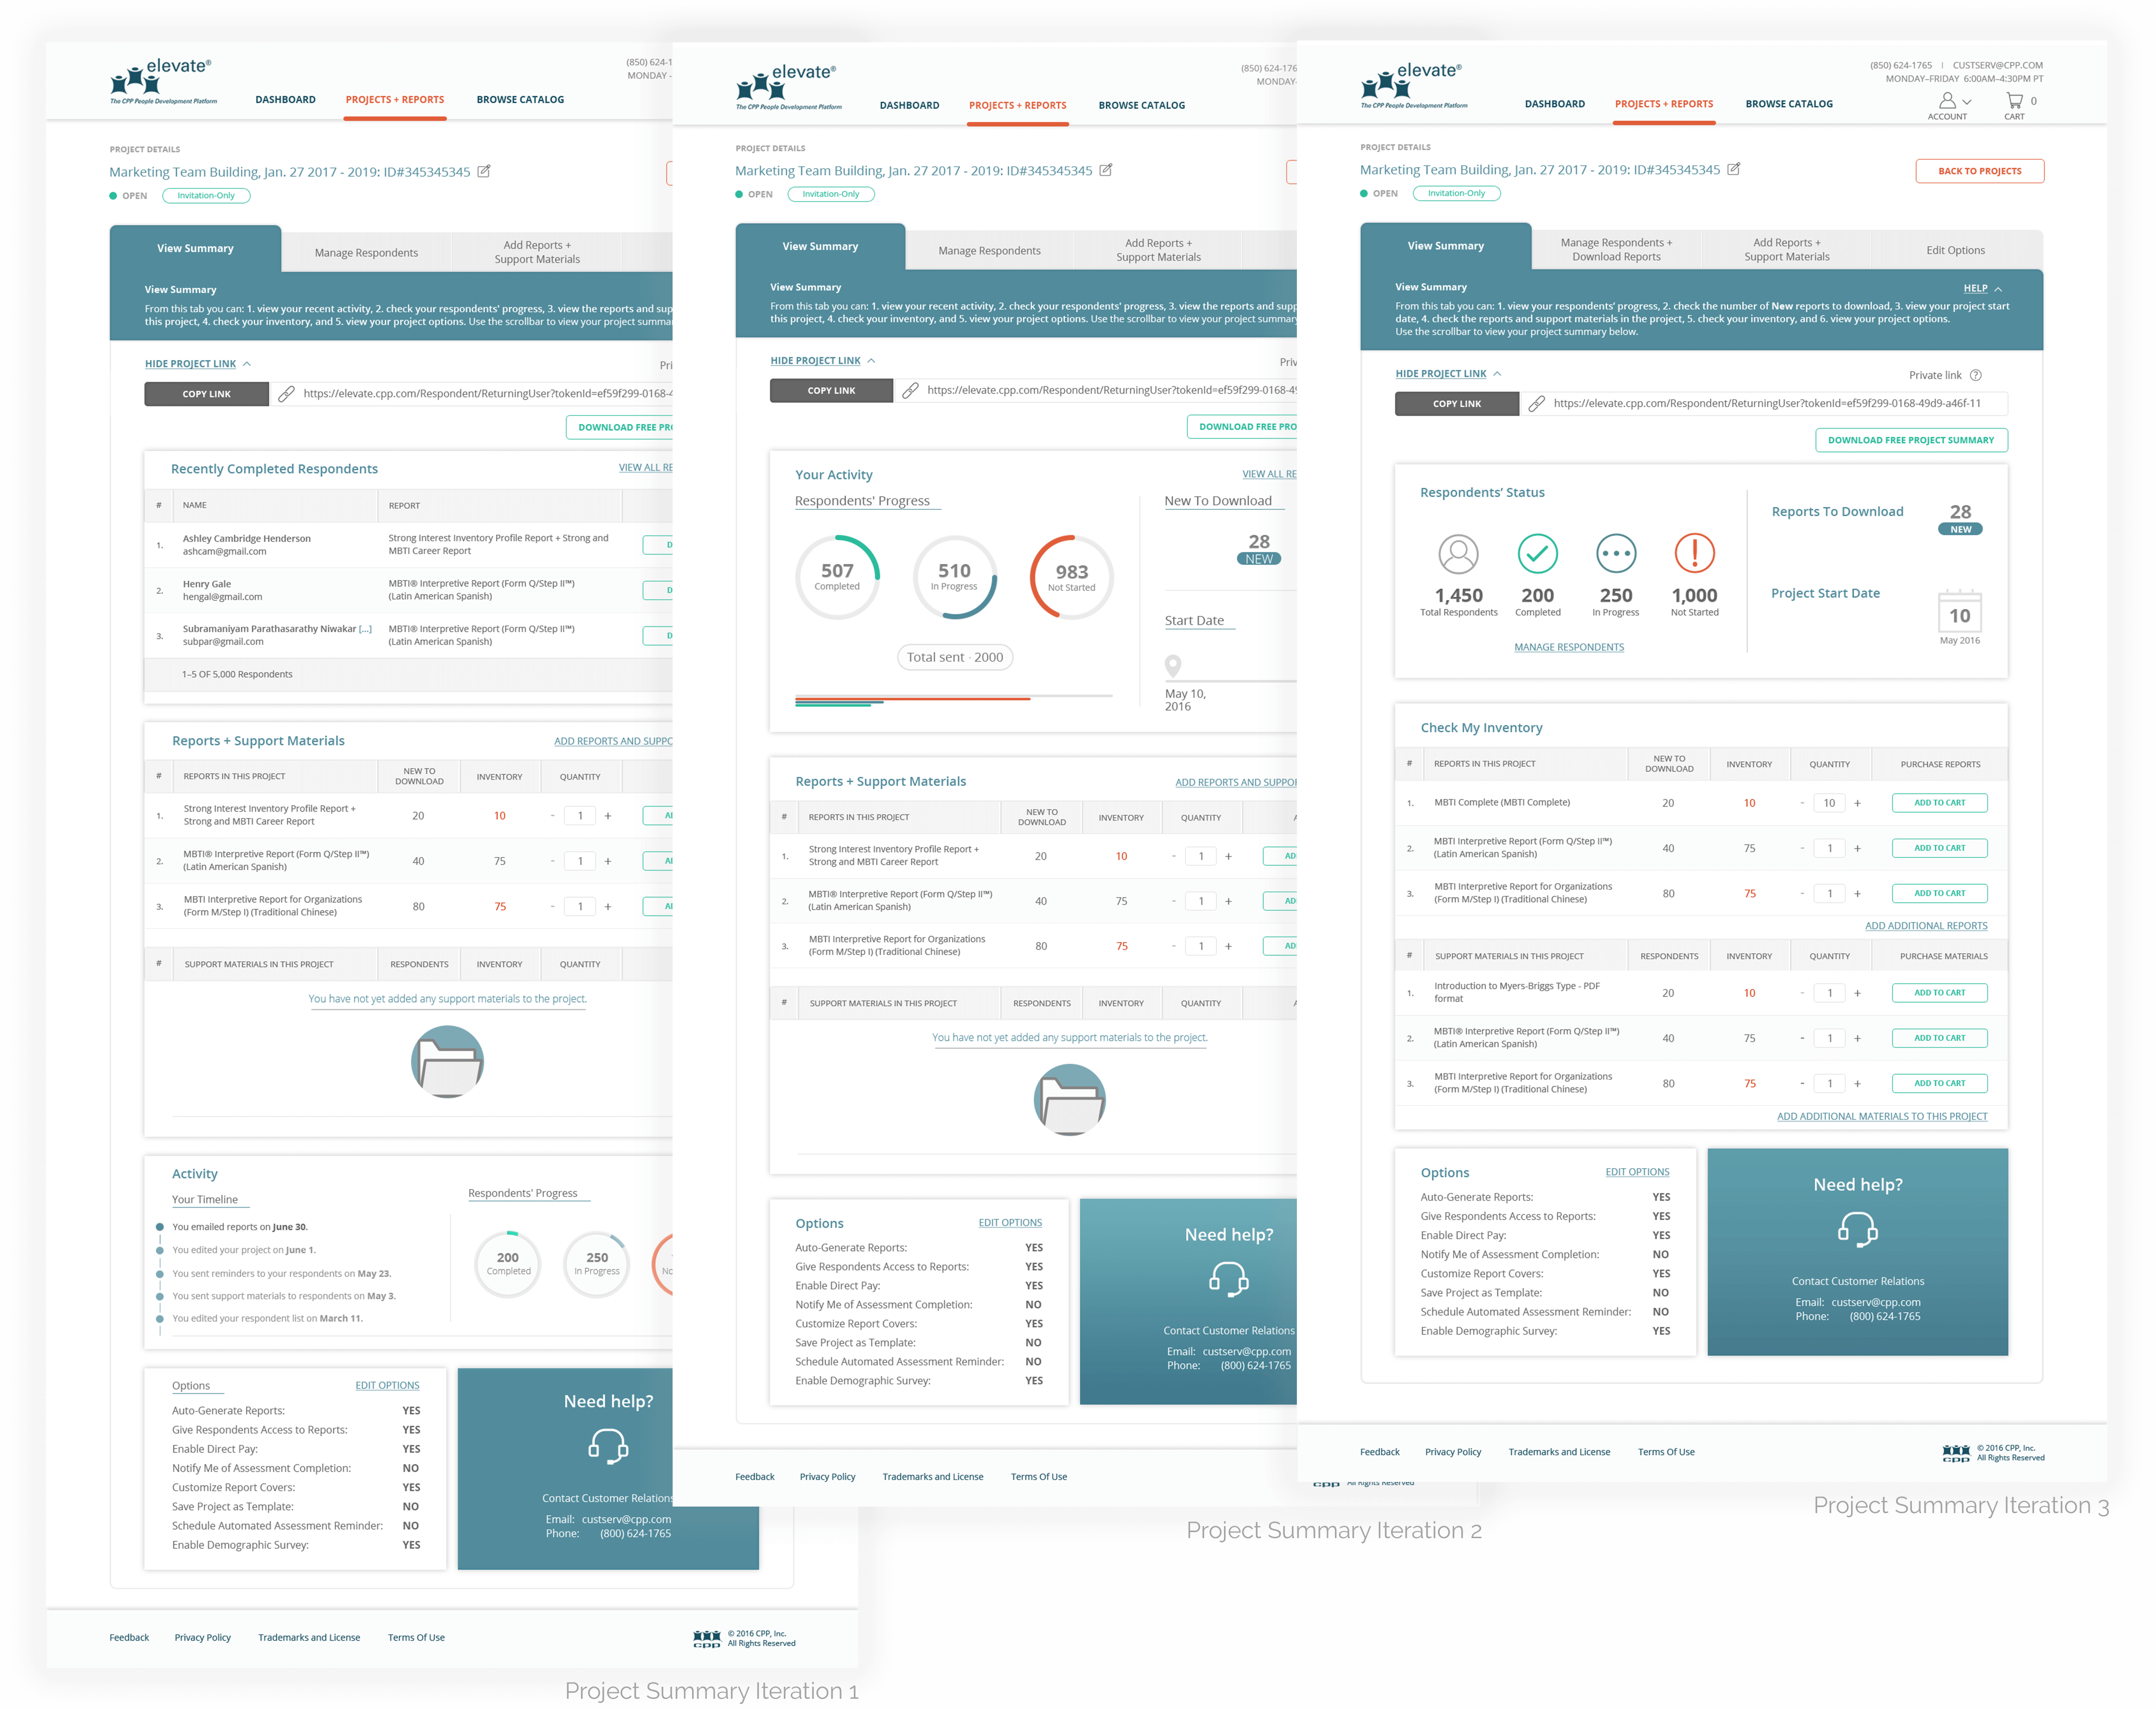 elevate®
The CPP People Development Platform
DASHBOARD
PROJECTS + REPORTS
BROWSE CATALOG
(850) 624-1
MONDAY -
PROJECT DETAILS
Marketing Team Building, Jan. 27 2017 - 2019: ID#345345345
OPEN
Invitation-Only
View Summary
Manage Respondents
Add Reports +
Support Materials
View Summary
From this tab you can: 1. view your recent activity, 2. check your respondents' progress, 3. view the reports and sup
this project, 4. check your inventory, and 5. view your project options. Use the scrollbar to view your project summa
HIDE PROJECT LINK
Pri
COPY LINK
https://elevate.cpp.com/Respondent/ReturningUser?tokenId=ef59f299-0168-4
DOWNLOAD FREE PRO
Recently Completed Respondents
VIEW ALL RE
# NAME REPORT
1. Ashley Cambridge Henderson
ashcam@gmail.com
Strong Interest Inventory Profile Report + Strong and
MBTI Career Report
D
2. Henry Gale
hengal@gmail.com
MBTI® Interpretive Report (Form Q/Step II™)
(Latin American Spanish)
D
3. Subramaniyam Parathasarathy Niwakar [...]
subpar@gmail.com
MBTI® Interpretive Report (Form Q/Step II™)
(Latin American Spanish)
D
1–5 OF 5,000 Respondents
Reports + Support Materials
ADD REPORTS AND SUPPO
# REPORTS IN THIS PROJECT
NEW TO
DOWNLOAD
INVENTORY QUANTITY
1. Strong Interest Inventory Profile Report +
Strong and MBTI Career Report
20 10 - 1 + A
2. MBTI® Interpretive Report (Form Q/Step II™)
(Latin American Spanish)
40 75 - 1 + A
3. MBTI Interpretive Report for Organizations
(Form M/Step I) (Traditional Chinese)
80 75 - 1 + A
# SUPPORT MATERIALS IN THIS PROJECT RESPONDENTS INVENTORY QUANTITY
You have not yet added any support materials to the project.
Activity
Your Timeline
You emailed reports on June 30.
You edited your project on June 1.
You sent reminders to your respondents on May 23.
You sent support materials to respondents on May 3.
You edited your respondent list on March 11.
Respondents' Progress
200
Completed
250
In Progress
No
Options
EDIT OPTIONS
Auto-Generate Reports: YES
Give Respondents Access to Reports: YES
Enable Direct Pay: YES
Notify Me of Assessment Completion: NO
Customize Report Covers: YES
Save Project as Template: NO
Schedule Automated Assessment Reminder: NO
Enable Demographic Survey: YES
Need help?
Contact Customer Relations
Email: custserv@cpp.com
Phone: (800) 624-1765
Feedback
Privacy Policy
Trademarks and License
Terms Of Use
cpp
© 2016 CPP, Inc.
All Rights Reserved
Project Summary Iteration 1
elevate®
The CPP People Development Platform
DASHBOARD
PROJECTS + REPORTS
BROWSE CATALOG
(850) 624-176
MONDAY-
PROJECT DETAILS
Marketing Team Building, Jan. 27 2017 - 2019: ID#345345345
OPEN
Invitation-Only
View Summary
Manage Respondents
Add Reports +
Support Materials
View Summary
From this tab you can: 1. view your recent activity, 2. check your respondents' progress, 3. view the reports and supp
this project, 4. check your inventory, and 5. view your project options. Use the scrollbar to view your project summary
HIDE PROJECT LINK
Priv
COPY LINK
https://elevate.cpp.com/Respondent/ReturningUser?tokenId=ef59f299-0168-49
DOWNLOAD FREE PRO
Your Activity
VIEW ALL RE
Respondents' Progress
507
Completed
510
In Progress
983
Not Started
Total sent · 2000
New To Download
28
NEW
Start Date
May 10,
2016
Reports + Support Materials
ADD REPORTS AND SUPPOR
# REPORTS IN THIS PROJECT
NEW TO
DOWNLOAD
INVENTORY QUANTITY A
1. Strong Interest Inventory Profile Report +
Strong and MBTI Career Report
20 10 - 1 + AD
2. MBTI® Interpretive Report (Form Q/Step II™)
(Latin American Spanish)
40 75 - 1 + AD
3. MBTI Interpretive Report for Organizations
(Form M/Step I) (Traditional Chinese)
80 75 - 1 + AD
# SUPPORT MATERIALS IN THIS PROJECT RESPONDENTS INVENTORY QUANTITY A
You have not yet added any support materials to the project.
Options
EDIT OPTIONS
Auto-Generate Reports: YES
Give Respondents Access to Reports: YES
Enable Direct Pay: YES
Notify Me of Assessment Completion: NO
Customize Report Covers: YES
Save Project as Template: NO
Schedule Automated Assessment Reminder: NO
Enable Demographic Survey: YES
Need help?
Contact Customer Relations
Email: custserv@cpp.com
Phone: (800) 624-1765
Feedback
Privacy Policy
Trademarks and License
Terms Of Use
cpp
All Rights Reserved
Project Summary Iteration 2
elevate®
The CPP People Development Platform
DASHBOARD
PROJECTS + REPORTS
BROWSE CATALOG
(850) 624-1765 | CUSTSERV@CPP.COM
MONDAY–FRIDAY 6:00AM–4:30PM PT
ACCOUNT
0
CART
PROJECT DETAILS
Marketing Team Building, Jan. 27 2017 - 2019: ID#345345345
BACK TO PROJECTS
OPEN
Invitation-Only
View Summary
Manage Respondents +
Download Reports
Add Reports +
Support Materials
Edit Options
View Summary
HELP
From this tab you can: 1. view your respondents' progress, 2. check the number of New reports to download, 3. view your project start
date, 4. check the reports and support materials in the project, 5. check your inventory, and 6. view your project options.
Use the scrollbar to view your project summary below.
HIDE PROJECT LINK
Private link ?
COPY LINK
https://elevate.cpp.com/Respondent/ReturningUser?tokenId=ef59f299-0168-49d9-a46f-11
DOWNLOAD FREE PROJECT SUMMARY
Respondents' Status
1,450
Total Respondents
200
Completed
250
In Progress
1,000
Not Started
MANAGE RESPONDENTS
Reports To Download
28
NEW
Project Start Date
10
May 2016
Check My Inventory
# REPORTS IN THIS PROJECT
NEW TO
DOWNLOAD
INVENTORY QUANTITY PURCHASE REPORTS
1. MBTI Complete (MBTI Complete) 20 10 - 10 + ADD TO CART
2. MBTI Interpretive Report (Form Q/Step II™)
(Latin American Spanish)
40 75 - 1 + ADD TO CART
3. MBTI Interpretive Report for Organizations
(Form M/Step I) (Traditional Chinese)
80 75 - 1 + ADD TO CART
ADD ADDITIONAL REPORTS
# SUPPORT MATERIALS IN THIS PROJECT RESPONDENTS INVENTORY QUANTITY PURCHASE MATERIALS
1. Introduction to Myers-Briggs Type - PDF
format
20 10 - 1 + ADD TO CART
2. MBTI® Interpretive Report (Form Q/Step II™)
(Latin American Spanish)
40 75 - 1 + ADD TO CART
3. MBTI Interpretive Report for Organizations
(Form M/Step I) (Traditional Chinese)
80 75 - 1 + ADD TO CART
ADD ADDITIONAL MATERIALS TO THIS PROJECT
Options
EDIT OPTIONS
Auto-Generate Reports: YES
Give Respondents Access to Reports: YES
Enable Direct Pay: YES
Notify Me of Assessment Completion: NO
Customize Report Covers: YES
Save Project as Template: NO
Schedule Automated Assessment Reminder: NO
Enable Demographic Survey: YES
Need help?
Contact Customer Relations
Email: custserv@cpp.com
Phone: (800) 624-1765
Feedback
Privacy Policy
Trademarks and License
Terms Of Use
cpp
© 2016 CPP, Inc.
All Rights Reserved
Project Summary Iteration 3